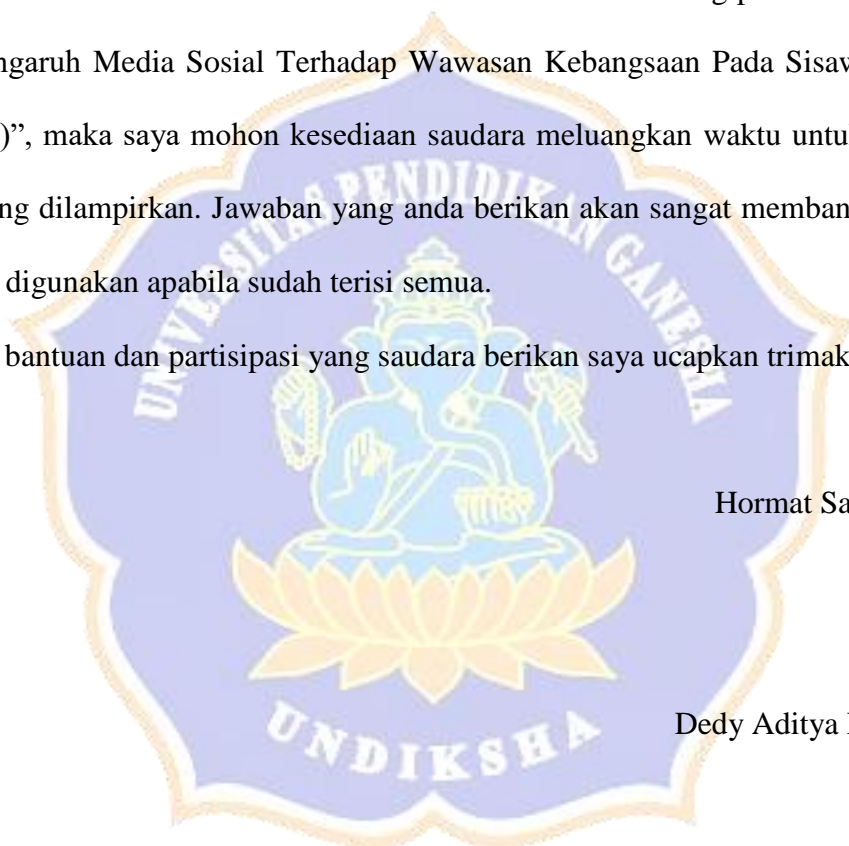 ngaruh Media Sosial Terhadap Wawasan Kebangsaan Pada Sisaw
)”, maka saya mohon kesediaan saudara meluangkan waktu untuk
ng dilampirkan. Jawaban yang anda berikan akan sangat memban
digunakan apabila sudah terisi semua.
bantuan dan partisipasi yang saudara berikan saya ucapkan trimak
Hormat Sa
Dedy Aditya
UNIVERSITAS PENDIDIKAN GANESHA
UNDIKSHA